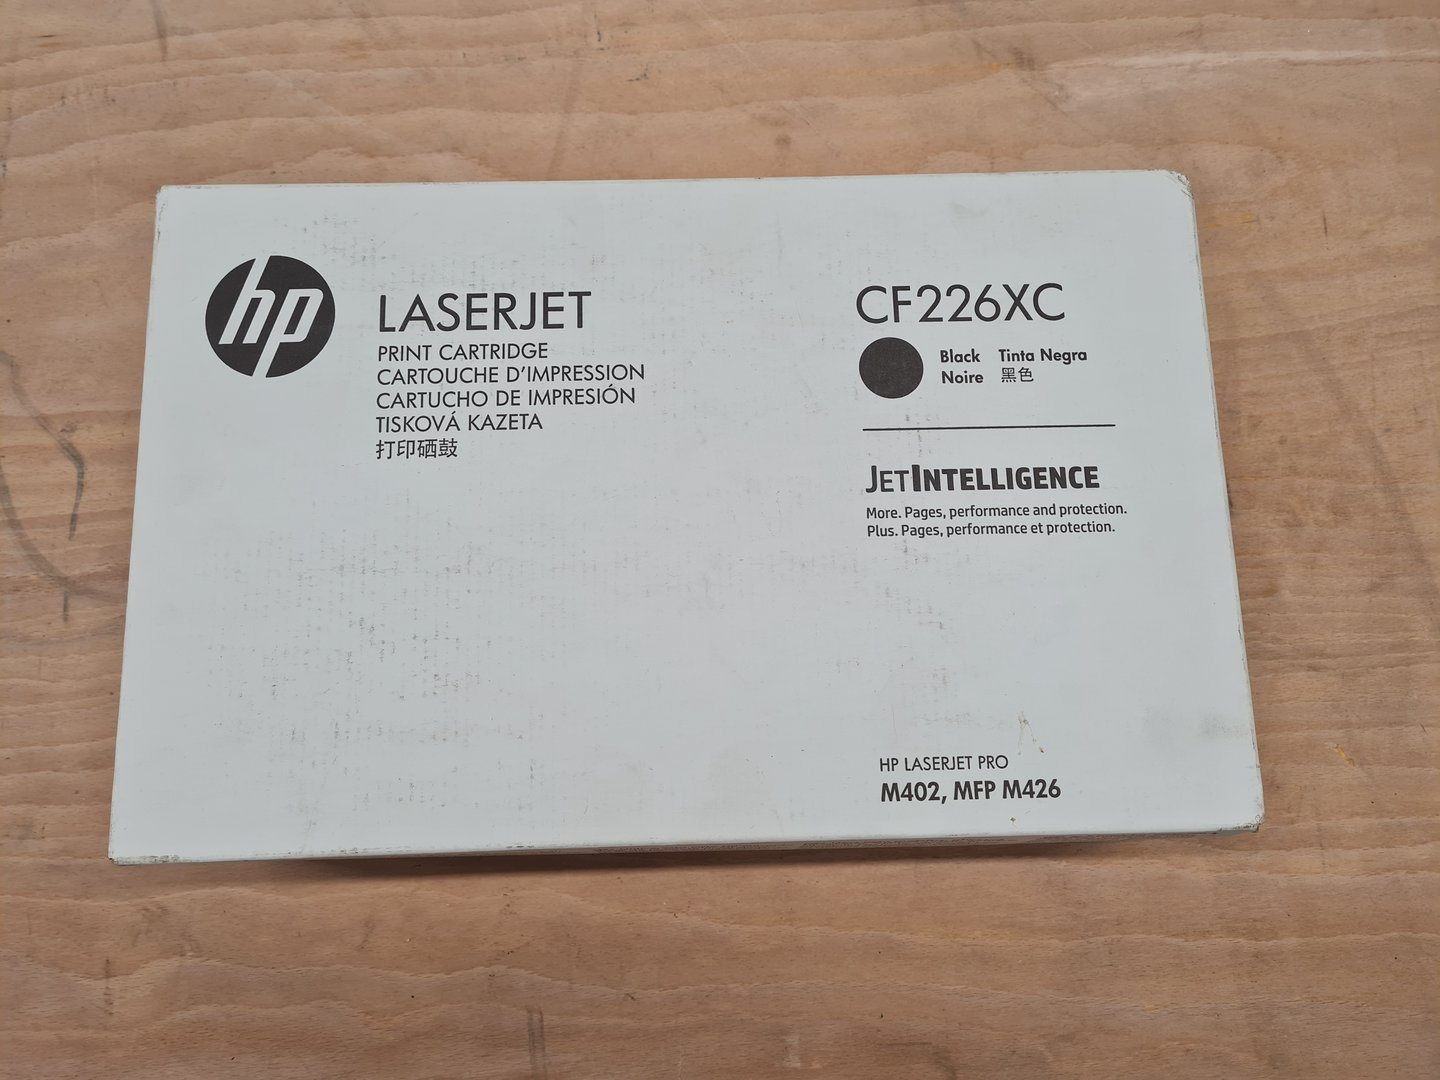 hp
LASERJET
PRINT CARTRIDGE
CARTOUCHE D'IMPRESSION
CARTUCHO DE IMPRESIÓN
TISKOVÁ KAZETA
打印硒鼓
CF226XC
Black Tinta Negra
Noire 黑色
JETINTELLIGENCE
More. Pages, performance and protection.
Plus. Pages, performance et protection.
HP LASERJET PRO
M402, MFP M426